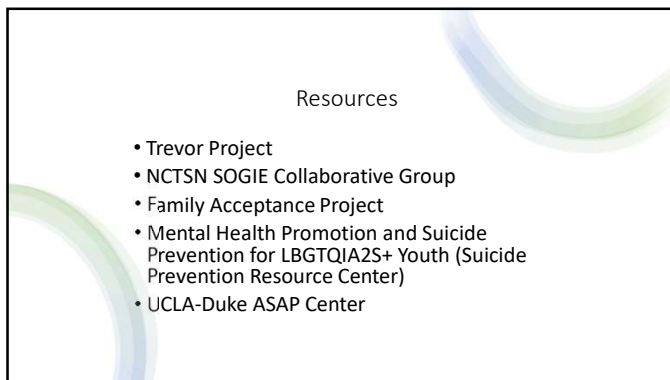 Resources
• Trevor Project
• NCTSN SOGIE Collaborative Group
• Family Acceptance Project
• Mental Health Promotion and Suicide
Prevention for LBGTQIA2S+ Youth (Suicide
Prevention Resource Center)
• UCLA-Duke ASAP Center